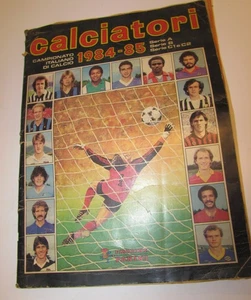 calciatori
CAMPIONATO
ITALIANO
DI CALCIO
1984-85
Serie A
Serie B
Serie C1 e C2